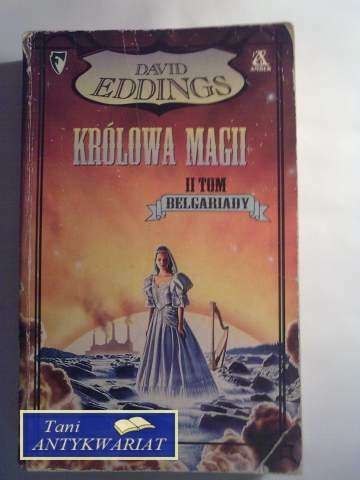 DAVID
EDDINGS
AMBER
KRÓLOWA MAGII
II TOM
BELGARIADY
Tani
ANTYKWARIAT